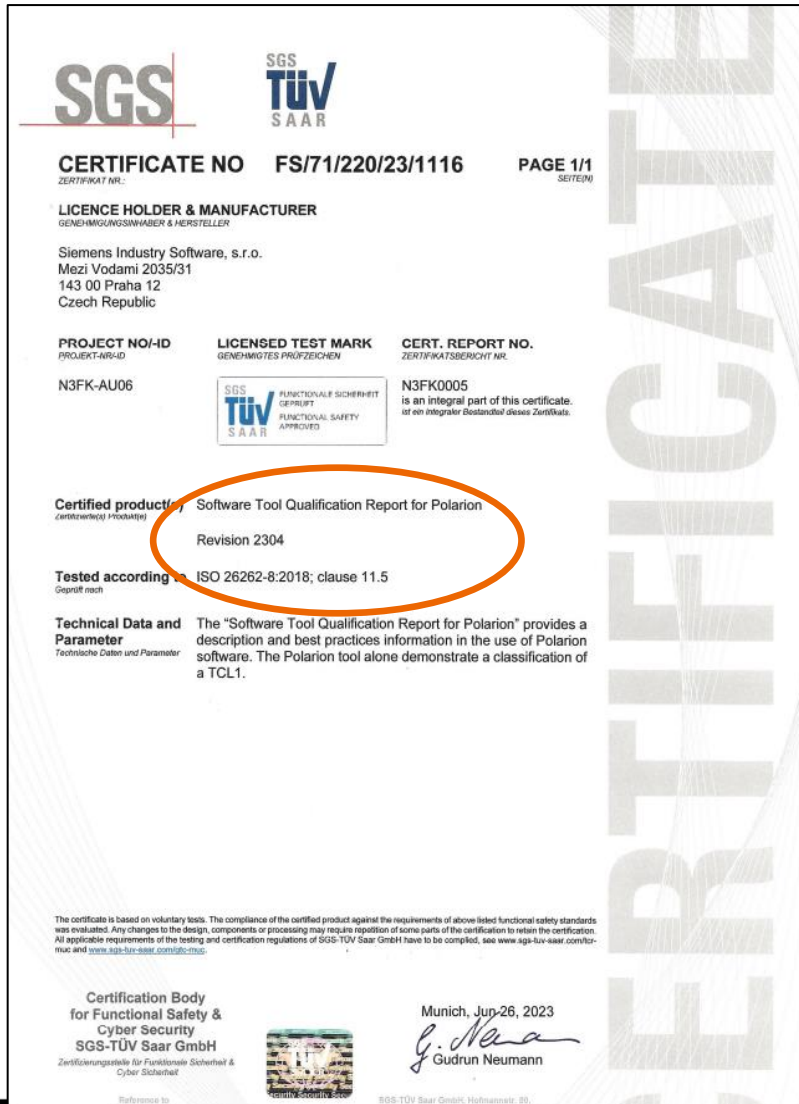 SGS
SGS
TÜV
SAAR
CERTIFICATE NO FS/71/220/23/1116 PAGE 1/1
ZERTIFIKAT NR.: SEITE(N)
LICENCE HOLDER & MANUFACTURER
GENEHMIGUNGSINHABER & HERSTELLER
Siemens Industry Software, s.r.o.
Mezi Vodami 2035/31
143 00 Praha 12
Czech Republic
PROJECT NO/-ID LICENSED TEST MARK CERT. REPORT NO.
PROJEKT-NR/-ID GENEHMIGTES PRÜFZEICHEN ZERTIFIKATSBERICHT NR.
N3FK-AU06
SGS
TÜV
SAAR
FUNKTIONALE SICHERHEIT
GEPRÜFT
FUNCTIONAL SAFETY
APPROVED
N3FK0005
is an integral part of this certificate.
ist ein integraler Bestandteil dieses Zertifikats.
Certified product(s) Software Tool Qualification Report for Polarion
Zertifizierte(s) Produkt(e)
Revision 2304
Tested according to ISO 26262-8:2018; clause 11.5
Geprüft nach
Technical Data and The “Software Tool Qualification Report for Polarion” provides a
Parameter description and best practices information in the use of Polarion
Technische Daten und Parameter software. The Polarion tool alone demonstrate a classification of
a TCL1.
The certificate is based on voluntary tests. The compliance of the certified product against the requirements of above listed functional safety standards
was evaluated. Any changes to the design, components or processing may require repetition of some parts of the certification to retain the certification.
All applicable requirements of the testing and certification regulations of SGS-TÜV Saar GmbH have to be complied, see www.sgs-tuv-saar.com/tcr-
muc and www.sgs-tuv-saar.com/gtc-muc.
Certification Body
for Functional Safety &
Cyber Security
SGS-TÜV Saar GmbH
Zertifizierungsstelle für Funktionale Sicherheit &
Cyber Sicherheit
TÜV
Security Security
Munich, Jun-26, 2023
G. Neumann
Gudrun Neumann
Reference to SGS-TÜV Saar GmbH, Hofmannstr. 50,
CERTIFICATE